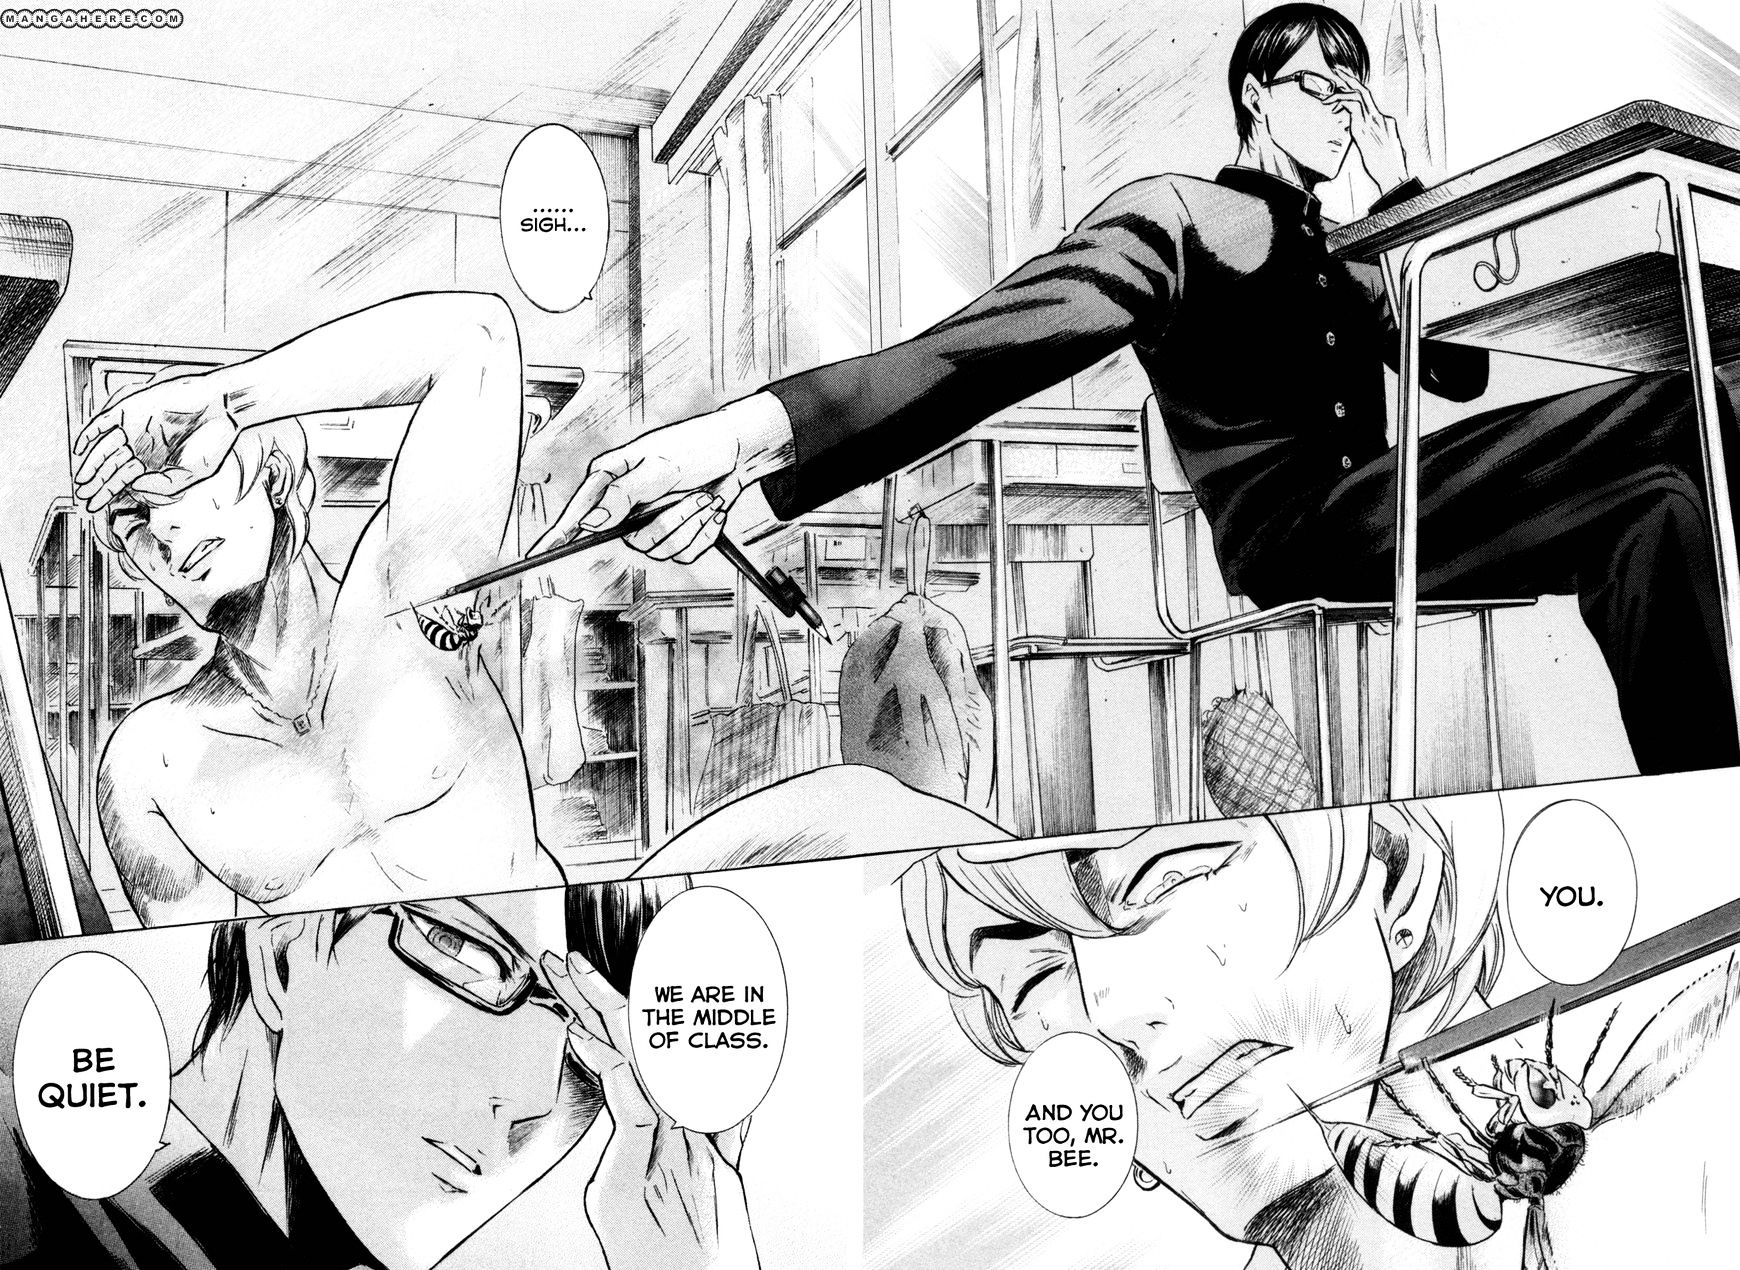 MANGAHERE.COM
......
SIGH...
YOU.
AND YOU
TOO, MR.
BEE.
WE ARE IN
THE MIDDLE
OF CLASS.
BE
QUIET.